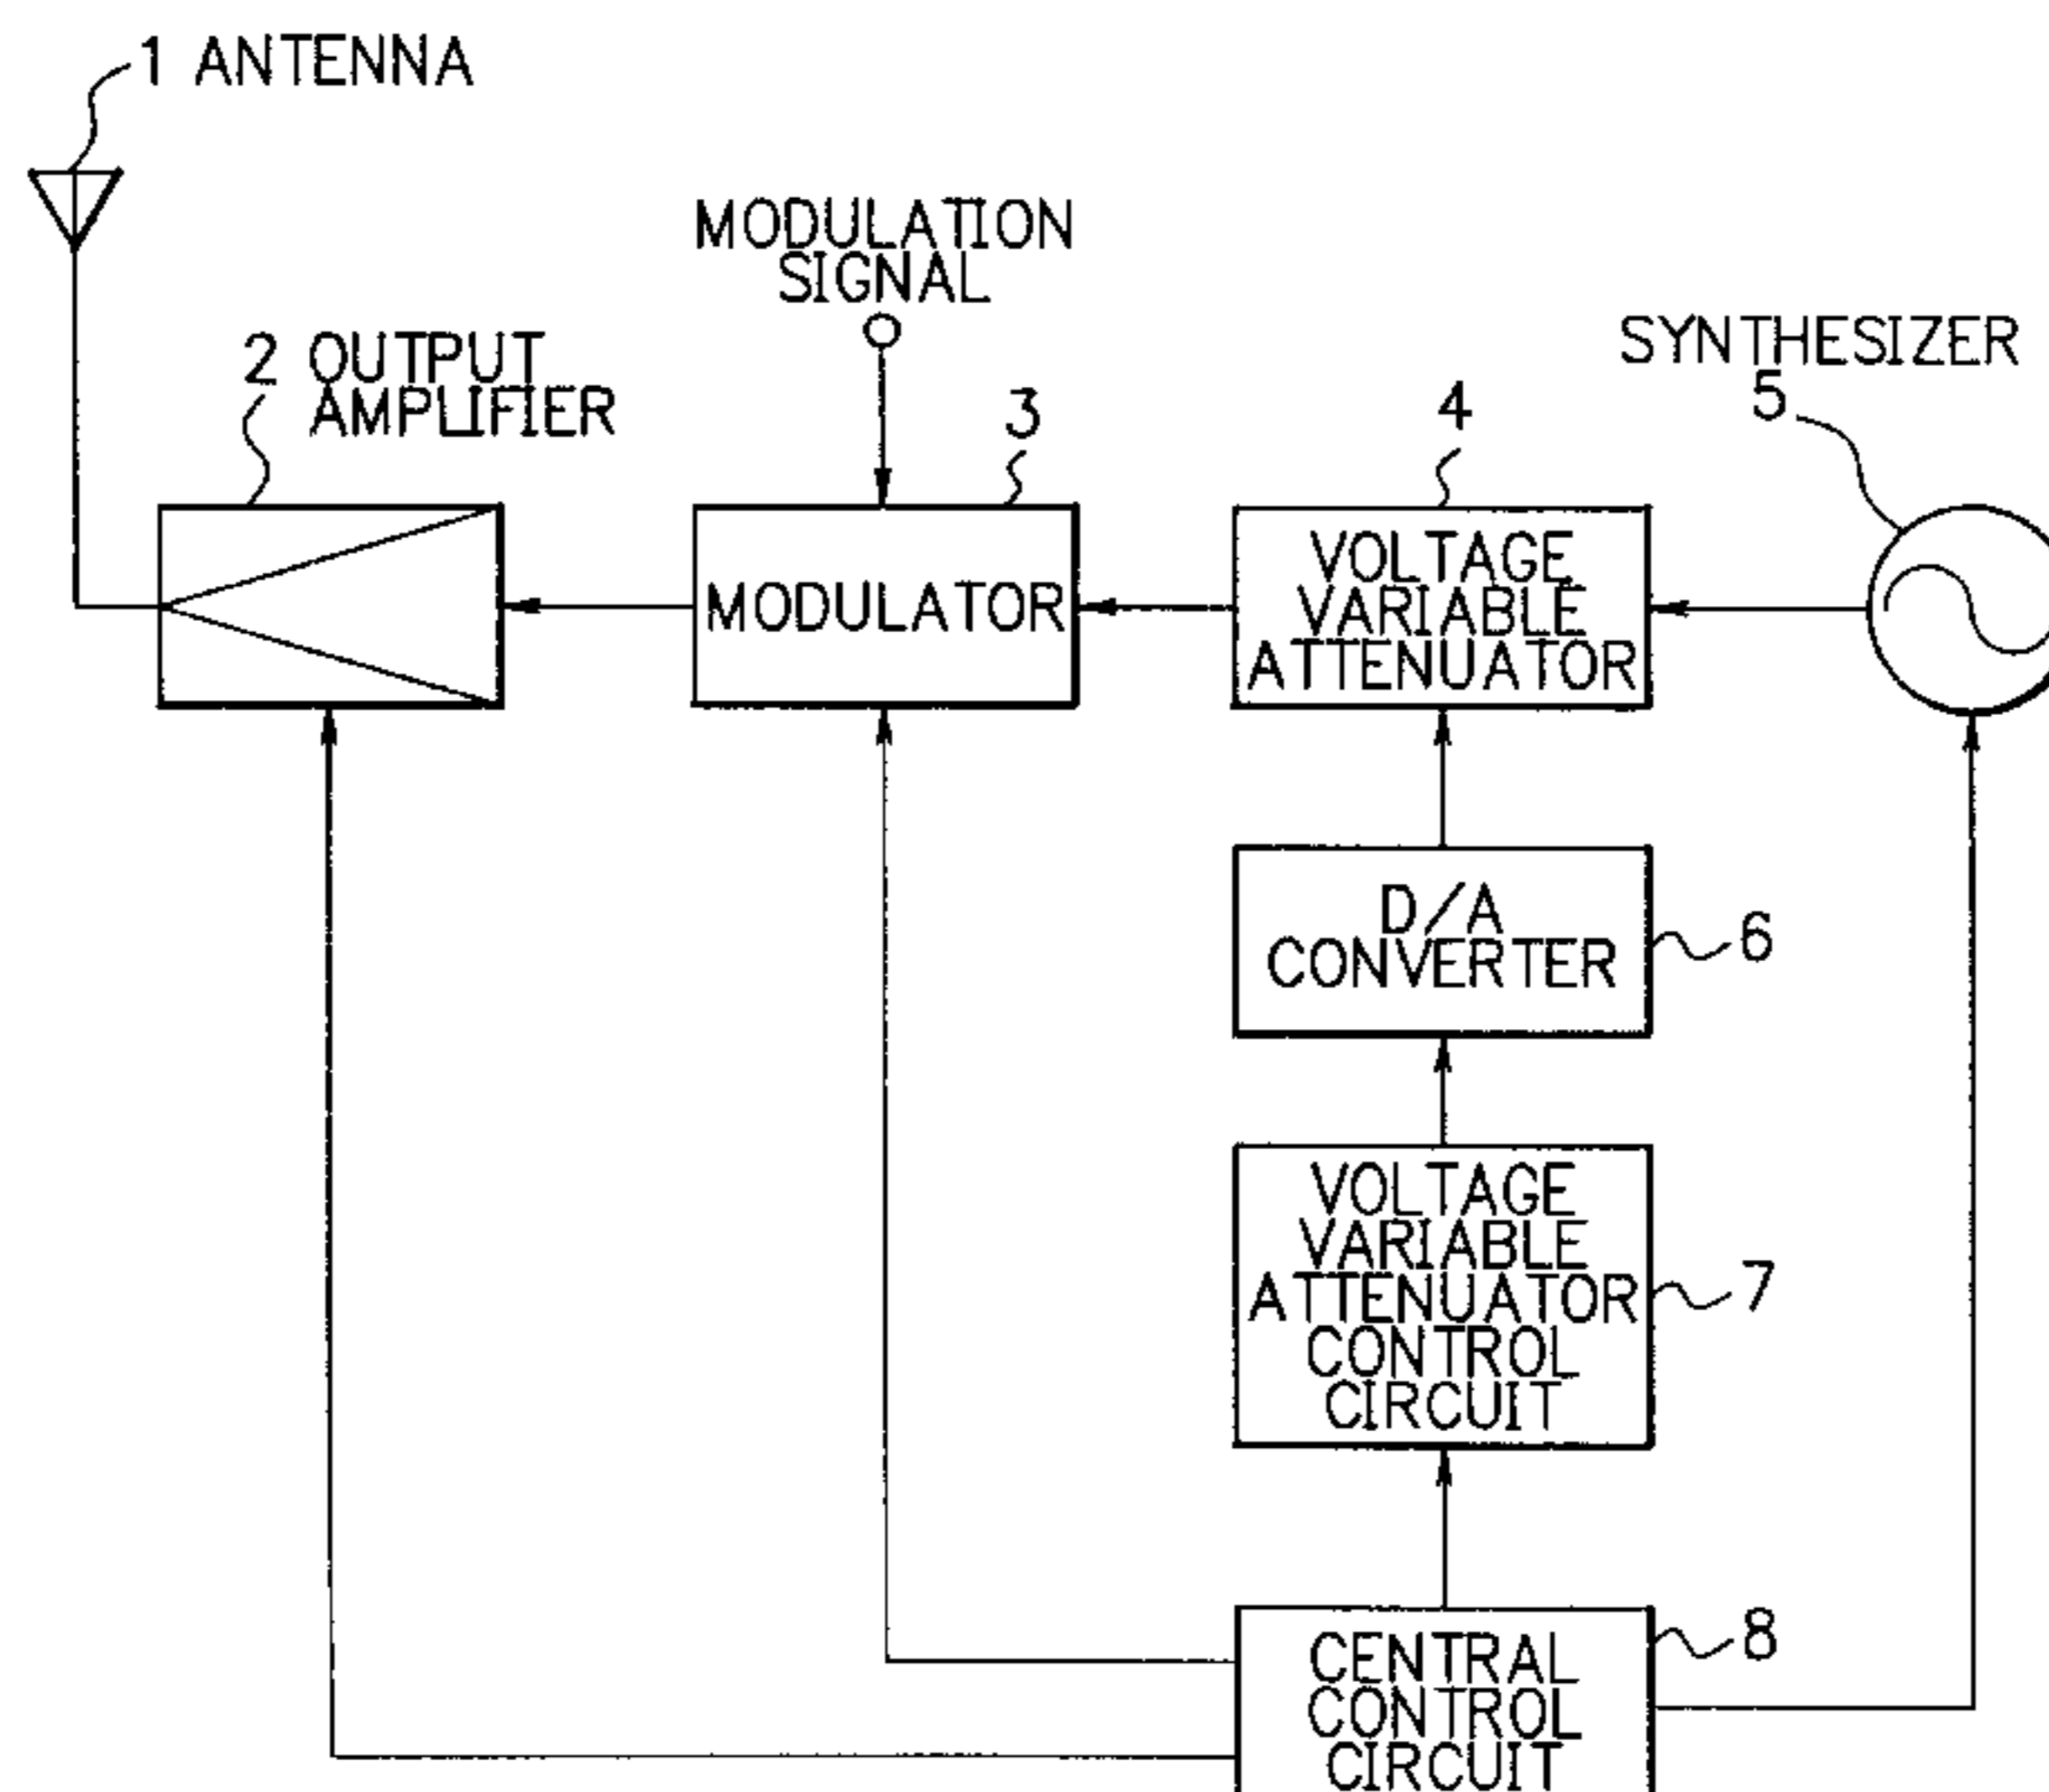 1 ANTENNA
MODULATION
SIGNAL
SYNTHESIZER
5
2 OUTPUT
AMPLIFIER
3
4
MODULATOR
VOLTAGE
VARIABLE
ATTENUATOR
D/A
CONVERTER
6
VOLTAGE
VARIABLE
ATTENUATOR
CONTROL
CIRCUIT
7
8
CENTRAL
CONTROL
CIRCUIT